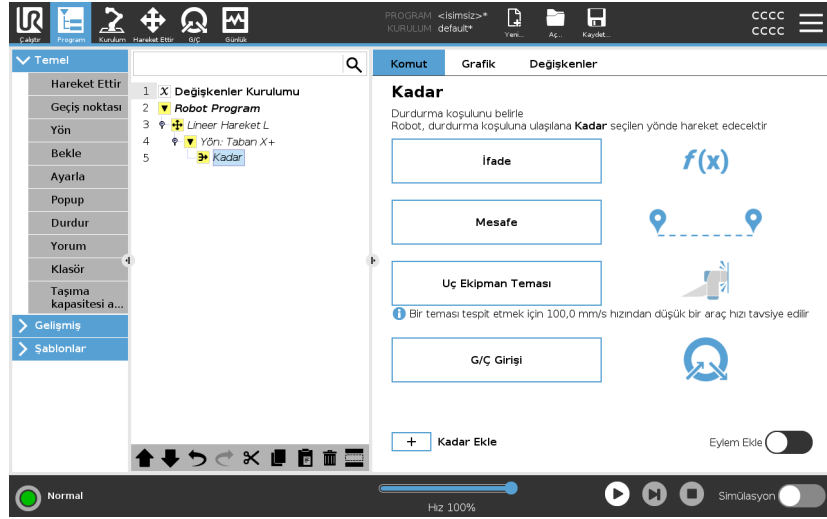 UR
PROGRAM <isimsiz>*
KURULUM default*
Çalıştır
Program
Kurulum
Hareket Ettir
G/Ç
Günlük
Yeni...
Aç...
Kaydet...
cccc
cccc
Temel
Hareket Ettir
Geçiş noktası
Yön
Bekle
Ayarla
Popup
Durdur
Yorum
Klasör
Taşıma
kapasitesi a...
Gelişmiş
Şablonlar
1 X Değişkenler Kurulumu
2 Robot Program
3 Lineer Hareket L
4 Yön: Taban X+
5 Kadar
Komut
Grafik
Değişkenler
Kadar
Durdurma koşulunu belirle
Robot, durdurma koşuluna ulaşılana Kadar seçilen yönde hareket edecektir
İfade
f(x)
Mesafe
Uç Ekipman Teması
Bir teması tespit etmek için 100,0 mm/s hızından düşük bir araç hızı tavsiye edilir
G/Ç Girişi
+ Kadar Ekle
Eylem Ekle
Normal
Hız 100%
Simülasyon